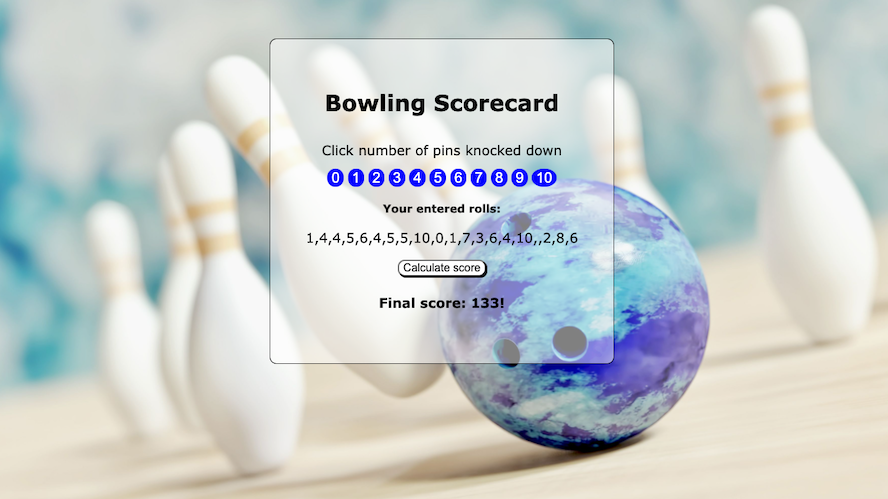 Bowling Scorecard
Click number of pins knocked down
0 1 2 3 4 5 6 7 8 9 10
Your entered rolls:
1,4,4,5,6,4,5,5,10,0,1,7,3,6,4,10,,2,8,6
Calculate score
Final score: 133!